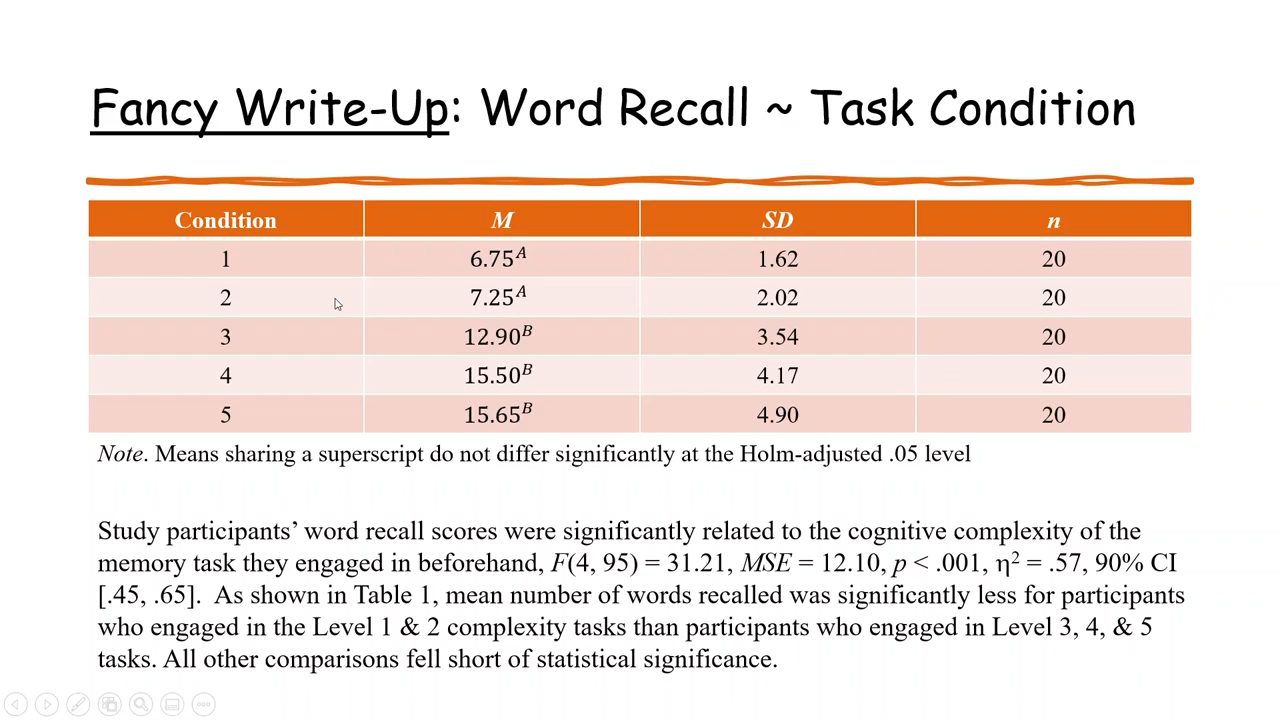 Fancy Write-Up: Word Recall ~ Task Condition
Condition M SD n
1 6.75ᴬ 1.62 20
2 7.25ᴬ 2.02 20
3 12.90ᴮ 3.54 20
4 15.50ᴮ 4.17 20
5 15.65ᴮ 4.90 20
Note. Means sharing a superscript do not differ significantly at the Holm-adjusted .05 level
Study participants’ word recall scores were significantly related to the cognitive complexity of the
memory task they engaged in beforehand, F(4, 95) = 31.21, MSE = 12.10, p < .001, η² = .57, 90% CI
[.45, .65].  As shown in Table 1, mean number of words recalled was significantly less for participants
who engaged in the Level 1 & 2 complexity tasks than participants who engaged in Level 3, 4, & 5
tasks. All other comparisons fell short of statistical significance.